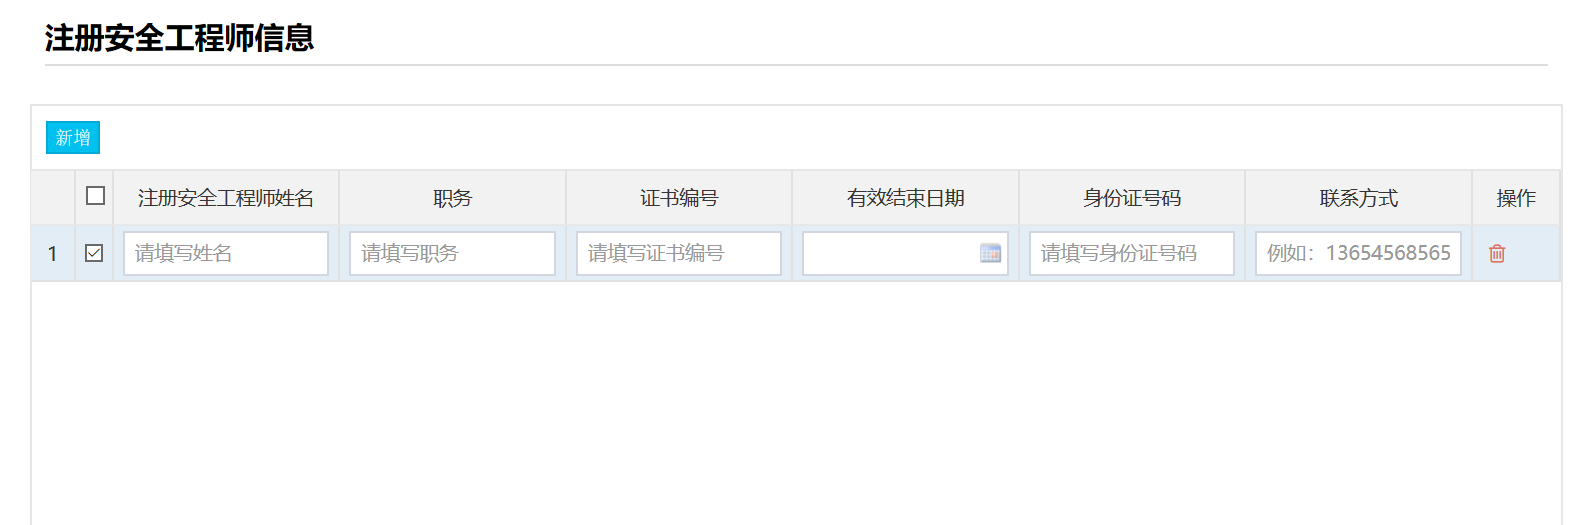 注册安全工程师信息
新增
注册安全工程师姓名 职务 证书编号 有效结束日期 身份证号码 联系方式 操作
1 请填写姓名 请填写职务 请填写证书编号 请填写身份证号码 例如：13654568565